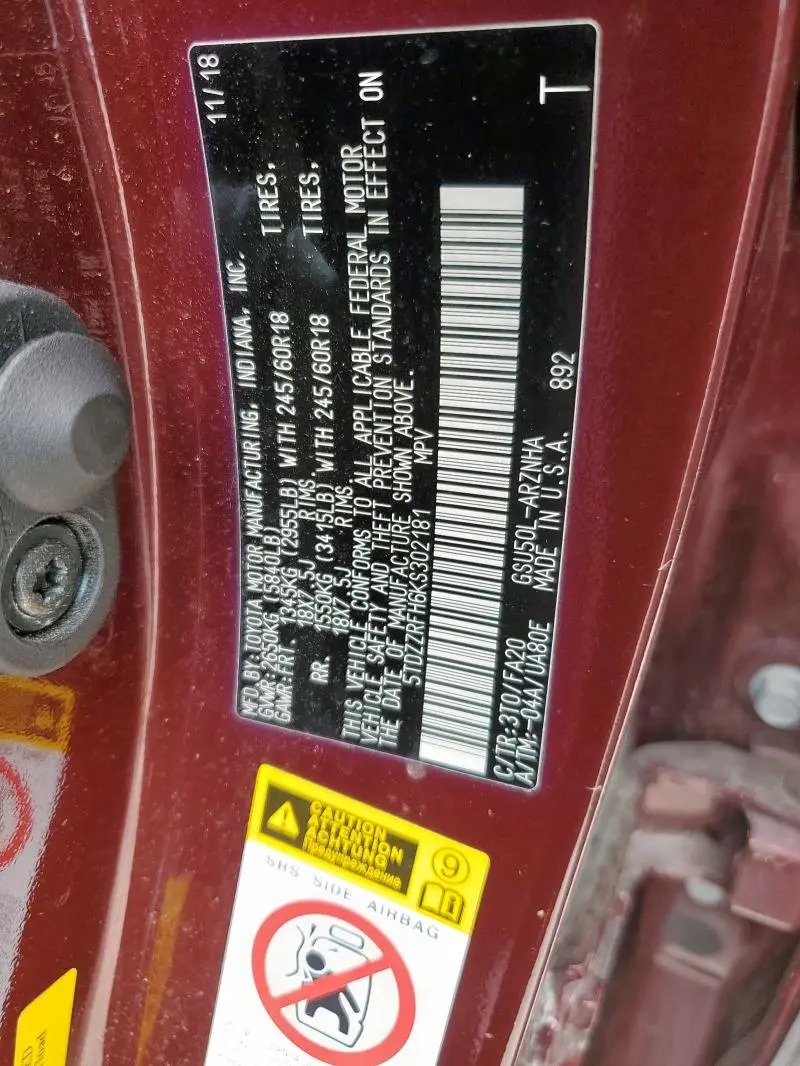 MFD.BY:TOYOTA MOTOR MANUFACTURING, INDIANA, INC. 11/18
GVWR:2650KG (5840LB)
GAWR:FRT 1345KG (2955LB) WITH 245/60R18 TIRES,
18X7.5J RIMS
RR. 1550KG (3415LB) WITH 245/60R18 TIRES,
18X7.5J RIMS
THIS VEHICLE CONFORMS TO ALL APPLICABLE FEDERAL MOTOR
VEHICLE SAFETY AND THEFT PREVENTION STANDARDS IN EFFECT ON
THE DATE OF MANUFACTURE SHOWN ABOVE.
5TDZZRFH6KS302181 MPV
C/TR:3T0/FA20 GSU50L-ARZNHA 892 T
A/TM:-04A/UA80E MADE IN U.S.A.
CAUTION
ATTENTION
ACHTUNG
Предупреждение
9
SRS SIDE AIRBAG